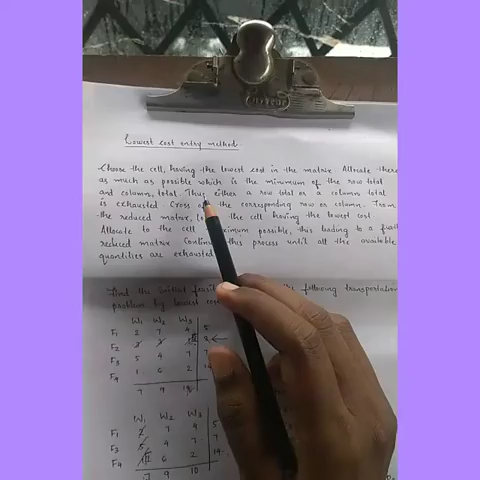 Lowest cost entry method
Choose the cell, having the lowest cost in the matrix Allocate there
as much as possible which is the minimum of the row total
and column total. Thus either a row total or a column total
is exhausted. Cross the corresponding row or column. From
the reduced matrix, the cell having the lowest cost.
Allocate to the cell maximum possible, thus leading to a
reduced matrix Continue this process until all the available
quantities are exhausted
Find the initial following transportation
problem by lowest cost
W1 W2 W3
F1 2 7 4 5
F2 3 3
F3 5 4 7 7
F4 1 6 2
7 9
W1 W2 W3
F1 2 7 4 5
F3 5 4 7 7
F4 6 2 14
7 9 10